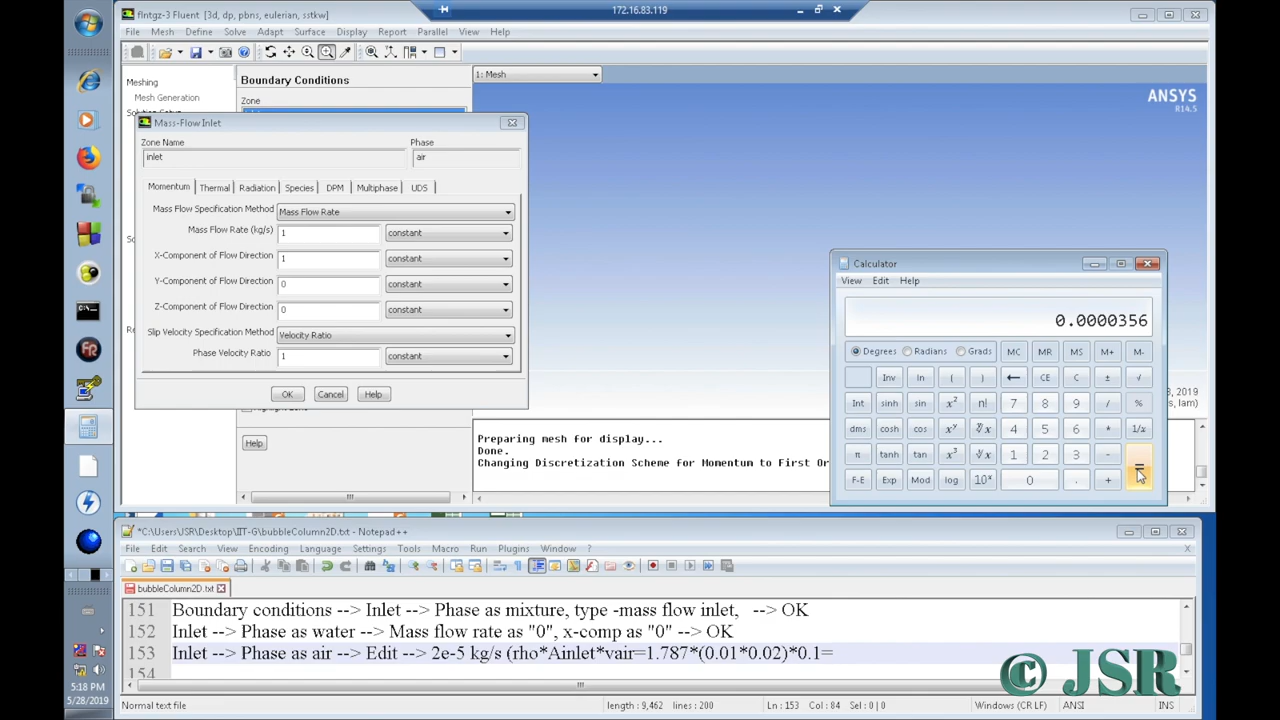 172.16.83.119
flntgz-3 Fluent [3d, dp, pbns, eulerian, sstkw]
File Mesh Define Solve Adapt Surface Display Report Parallel View Help
Meshing
Mesh Generation
Boundary Conditions
Zone
1: Mesh
ANSYS
R14.5
Mass-Flow Inlet
Zone Name
Phase
inlet
air
Momentum Thermal Radiation Species DPM Multiphase UDS
Mass Flow Specification Method Mass Flow Rate
Mass Flow Rate (kg/s) 1 constant
X-Component of Flow Direction 1 constant
Y-Component of Flow Direction 0 constant
Z-Component of Flow Direction 0 constant
Slip Velocity Specification Method Velocity Ratio
Phase Velocity Ratio 1 constant
OK Cancel Help
Help
Preparing mesh for display...
Done.
Changing Discretization Scheme for Momentum to First Or
, 2019
s, lam)
Calculator
View Edit Help
0.0000356
Degrees Radians Grads MC MR MS M+ M-
Inv ln ( ) ← CE C ± √
Int sinh sin x² n! 7 8 9 / %
dms cosh cos xʸ ʸ√x 4 5 6 * 1/x
π tanh tan x³ ³√x 1 2 3 - =
F-E Exp Mod log 10ˣ 0 . +
*C:\Users\JSR\Desktop\IIT-G\bubbleColumn2D.txt - Notepad++
File Edit Search View Encoding Language Settings Tools Macro Run Plugins Window ?
bubbleColumn2D.txt
151 Boundary conditions --> Inlet --> Phase as mixture, type -mass flow inlet, --> OK
152 Inlet --> Phase as water --> Mass flow rate as "0", x-comp as "0" --> OK
153 Inlet --> Phase as air --> Edit --> 2e-5 kg/s (rho*Ainlet*vair=1.787*(0.01*0.02)*0.1=
154
Normal text file length : 9,462 lines : 200 Ln : 153 Col : 84 Sel : 0 | 0 Windows (CR LF) ANSI INS
5:18 PM
5/28/2019
© JSR